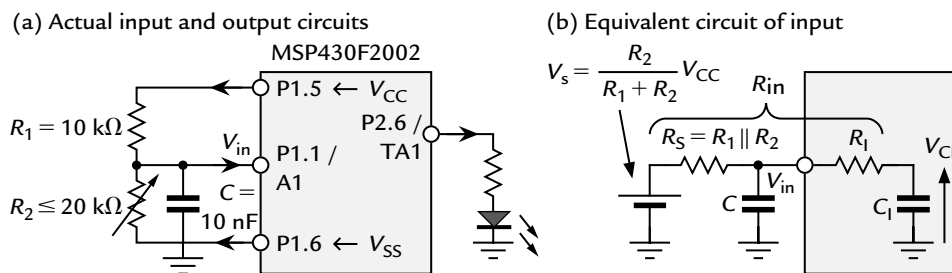 (a) Actual input and output circuits
MSP430F2002
P1.5 ← VCC
R1 = 10 kΩ
Vin
P1.1 /
A1
P2.6 /
TA1
R2 ≤ 20 kΩ
C =
10 nF
P1.6 ← VSS
(b) Equivalent circuit of input
Vs = R2 / R1 + R2 VCC
Rin
RS = R1 || R2
RI
Vin
C
CI